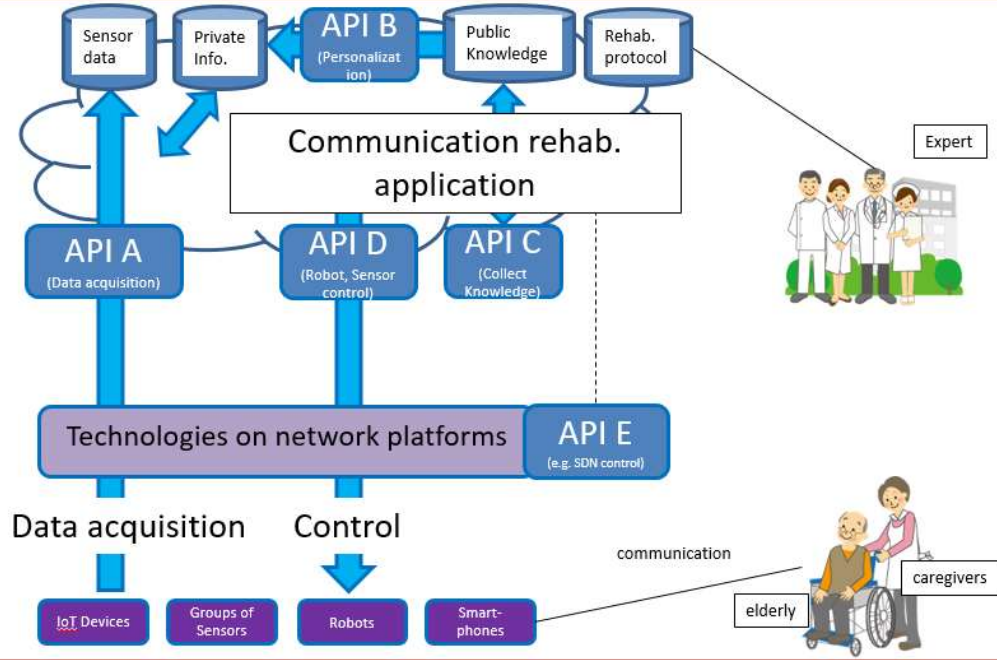 Sensor
data
Private
Info.
API B
(Personalizat
ion)
Public
Knowledge
Rehab.
protocol
Communication rehab.
application
Expert
API A
(Data acquisition)
API D
(Robot, Sensor
control)
API C
(Collect
Knowledge)
Technologies on network platforms
API E
(e.g. SDN control)
Data acquisition
Control
communication
caregivers
elderly
IoT Devices
Groups of
Sensors
Robots
Smart-
phones